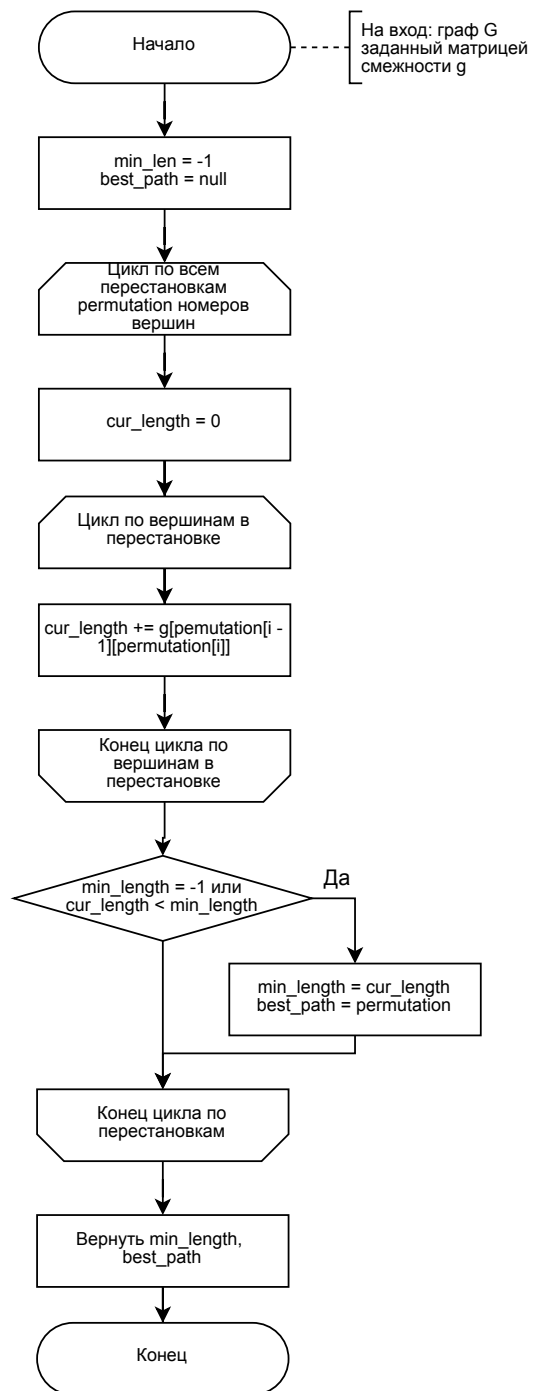 Начало
На вход: граф G
заданный матрицей
смежности g
min_len = -1
best_path = null
Цикл по всем
перестановкам
permutation номеров
вершин
cur_length = 0
Цикл по вершинам в
перестановке
cur_length += g[pemutation[i -
1][permutation[i]]
Конец цикла по
вершинам в
перестановке
min_length = -1 или
cur_length < min_length
Да
min_length = cur_length
best_path = permutation
Конец цикла по
перестановкам
Вернуть min_length,
best_path
Конец